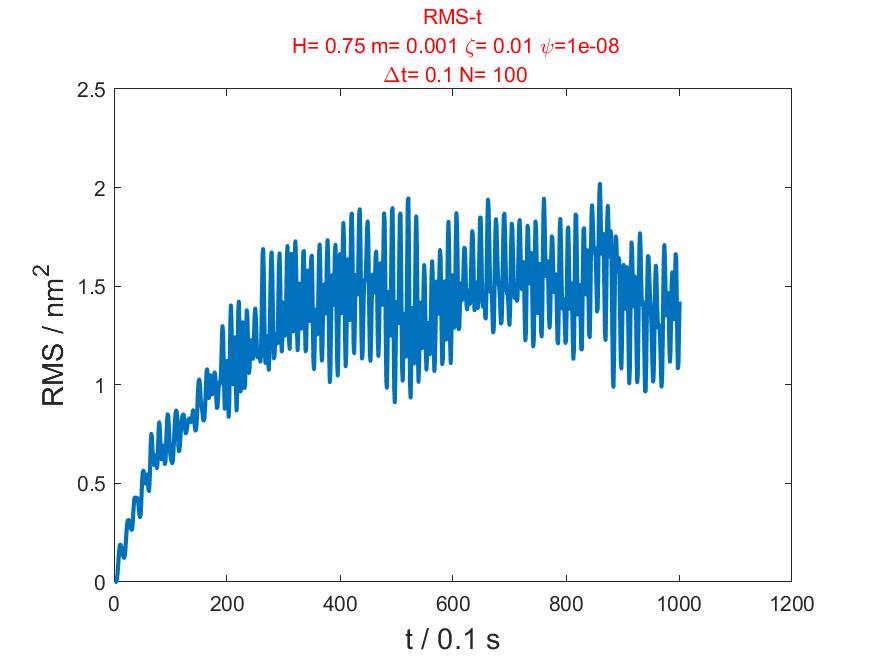 RMS-t
H= 0.75 m= 0.001 ζ= 0.01 ψ=1e-08
Δt= 0.1 N= 100
2.5
2
1.5
1
0.5
0
RMS / nm²
0 200 400 600 800 1000 1200
t / 0.1 s